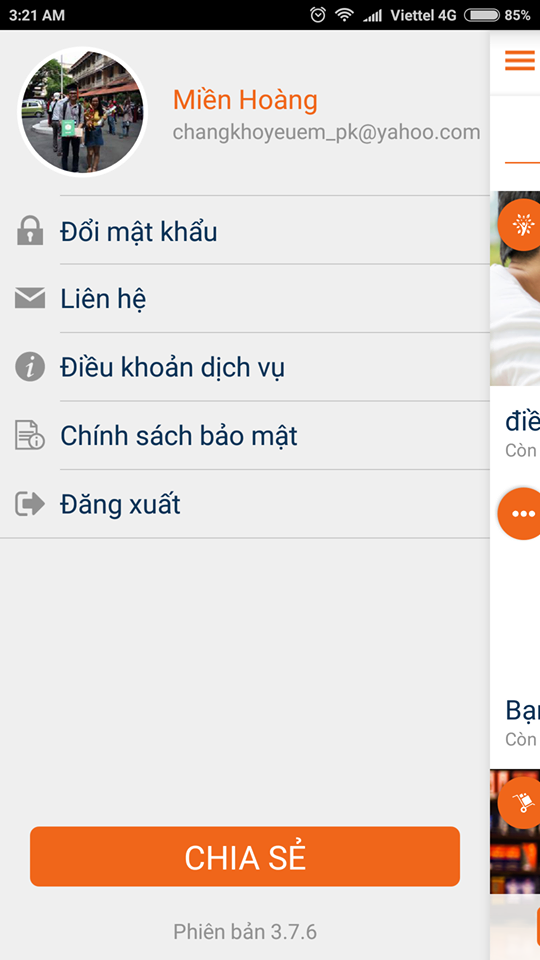 3:21 AM Viettel 4G 85%
Miền Hoàng
changkhoyeuem_pk@yahoo.com
Đổi mật khẩu
Liên hệ
Điều khoản dịch vụ
Chính sách bảo mật
Đăng xuất
điề
Còn
Bạn
Còn
CHIA SẺ
Phiên bản 3.7.6